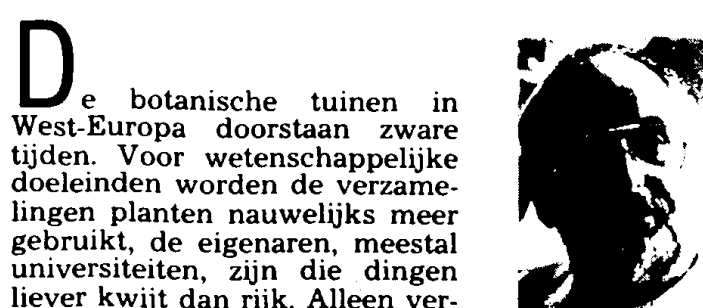 De botanische tuinen in
West-Europa doorstaan zware
tijden. Voor wetenschappelijke
doeleinden worden de verzame-
lingen planten nauwelijks meer
gebruikt, de eigenaren, meestal
universiteiten, zijn die dingen
liever kwijt dan rijk. Alleen ver-